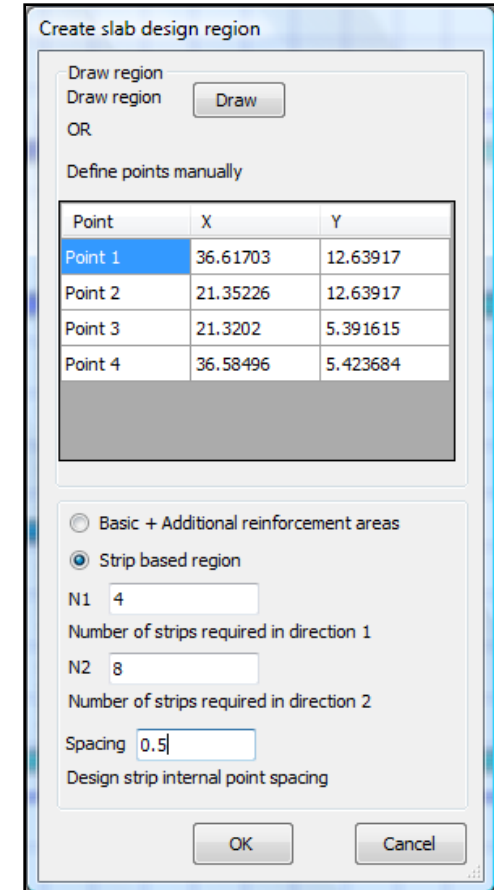 Create slab design region
Draw region
Draw region Draw
OR
Define points manually
Point X Y
Point 1 36.61703 12.63917
Point 2 21.35226 12.63917
Point 3 21.3202 5.391615
Point 4 36.58496 5.423684
Basic + Additional reinforcement areas
Strip based region
N1 4
Number of strips required in direction 1
N2 8
Number of strips required in direction 2
Spacing 0.5
Design strip internal point spacing
OK Cancel